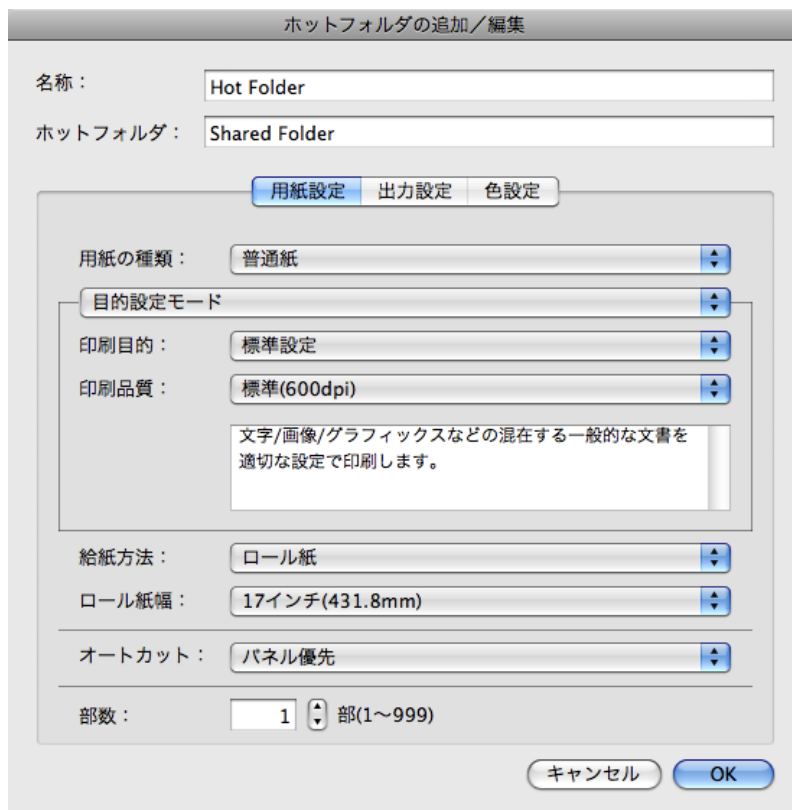 ホットフォルダの追加／編集
名称：
Hot Folder
ホットフォルダ：
Shared Folder
用紙設定 出力設定 色設定
用紙の種類： 普通紙
目的設定モード
印刷目的： 標準設定
印刷品質： 標準(600dpi)
文字/画像/グラフィックスなどの混在する一般的な文書を
適切な設定で印刷します。
給紙方法： ロール紙
ロール紙幅： 17インチ(431.8mm)
オートカット： パネル優先
部数： 1 部(1〜999)
キャンセル OK